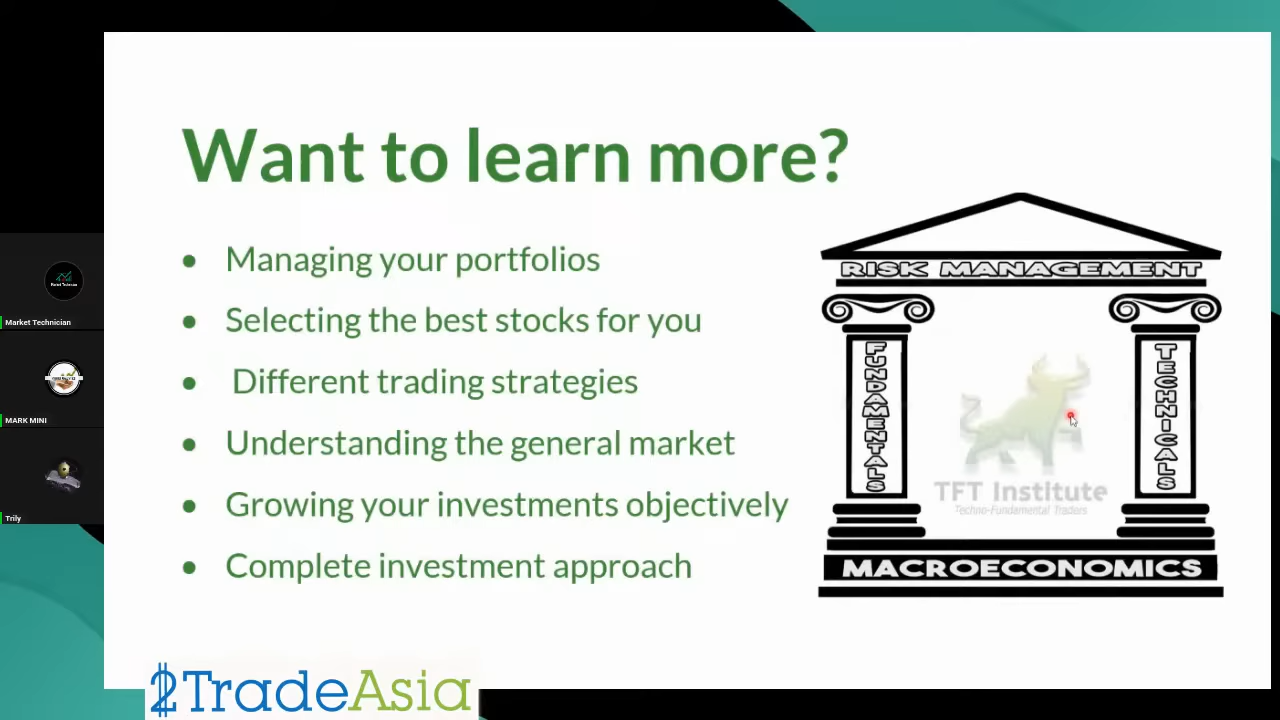 Want to learn more?
• Managing your portfolios
• Selecting the best stocks for you
• Different trading strategies
• Understanding the general market
• Growing your investments objectively
• Complete investment approach
RISK MANAGEMENT
FUNDAMENTALS
TECHNICALS
TFT Institute
Techno-Fundamental Traders
MACROECONOMICS
Market Technician
MARK MINI
Trily
2TradeAsia